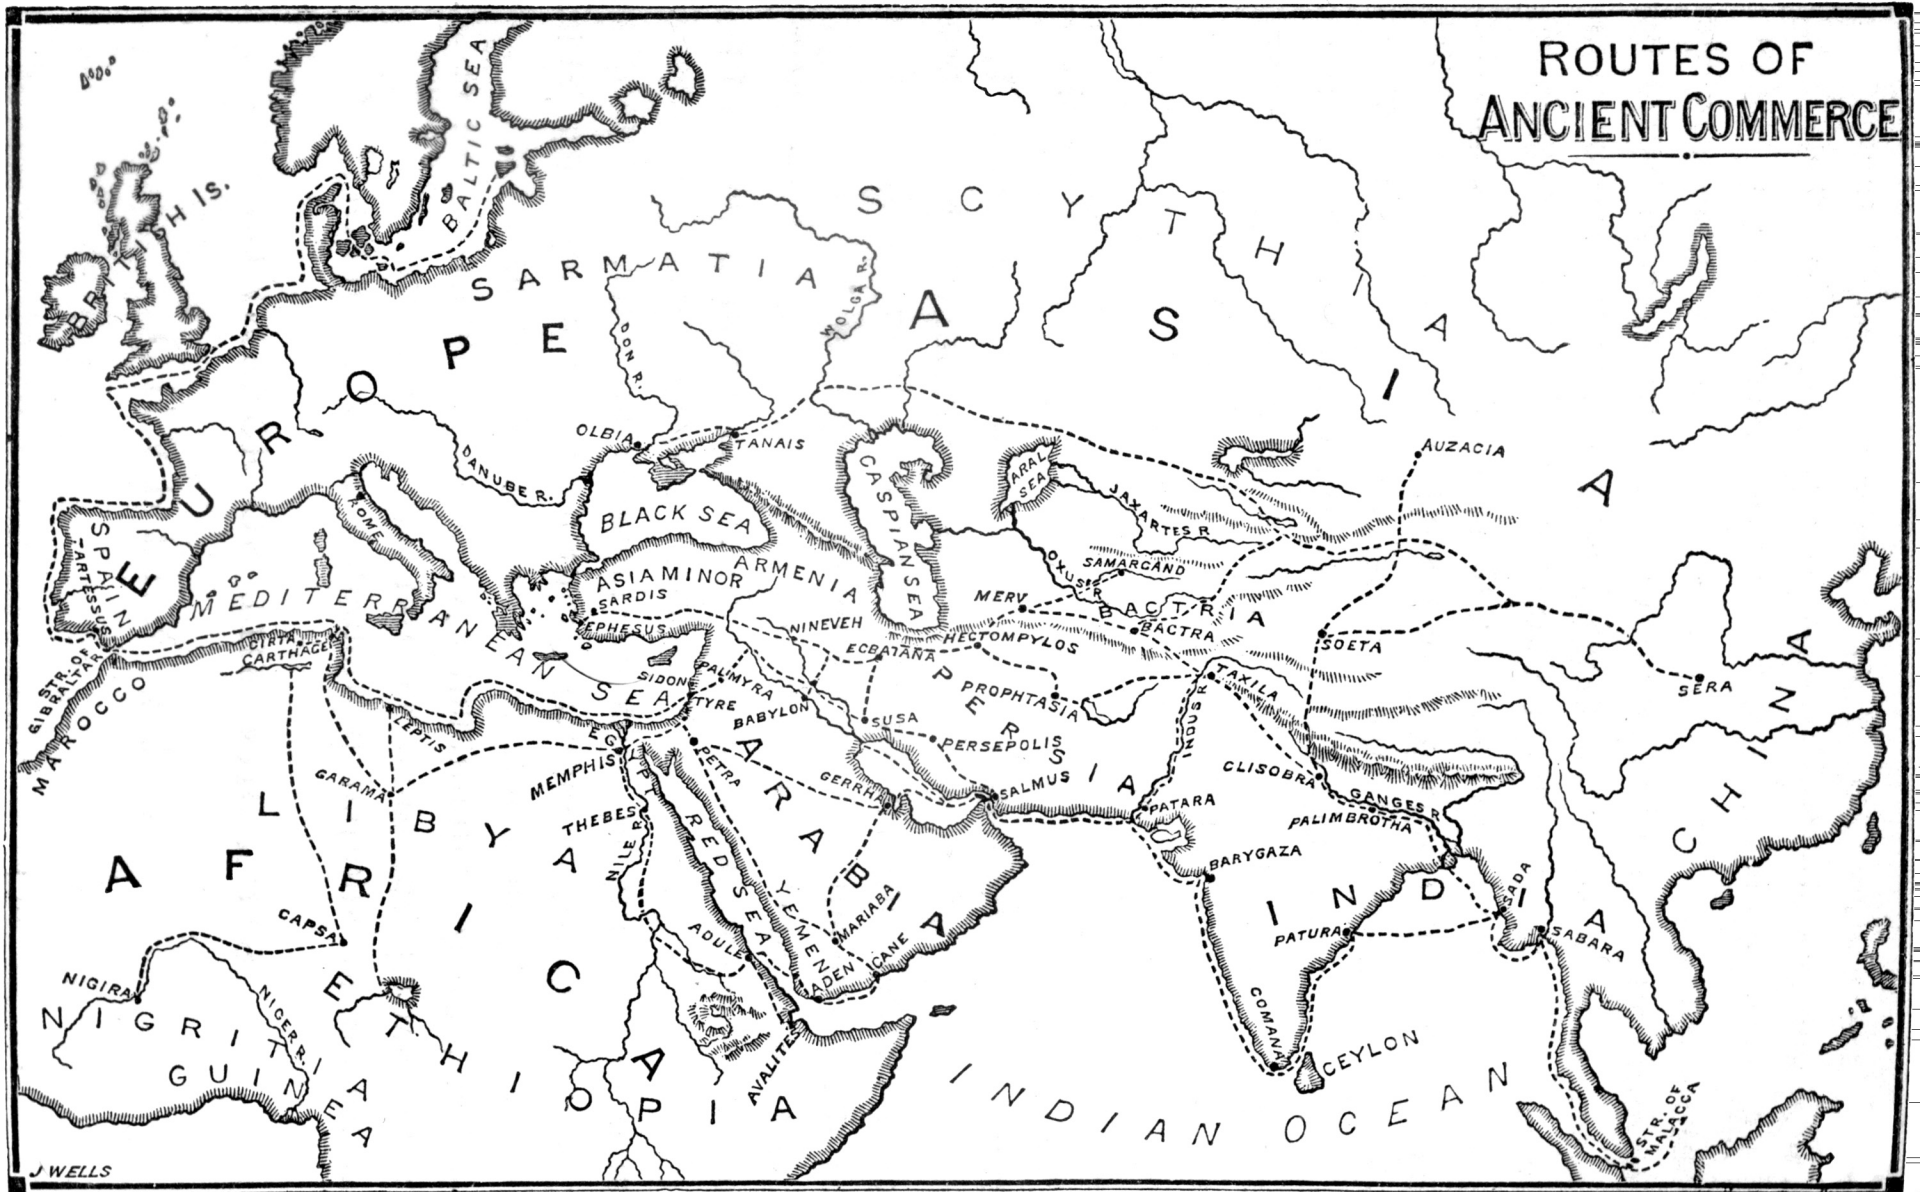 ROUTES OF
ANCIENT COMMERCE
BRITISH IS.
BALTIC SEA
SCYTHIA
SARMATIA
WOLGA R.
DON R.
EUROPE
ASIA
OLBIA
TANAIS
DANUBE R.
AUZACIA
ARAL SEA
CASPIAN SEA
JAXARTES R
ROME
BLACK SEA
SPAIN
TARTESSUS
OXUS R
SAMARCAND
ASIA MINOR
ARMENIA
SARDIS
MEDITERRANEAN SEA
MERV
BACTRIA
EPHESUS
NINEVEH
BACTRA
CIRTA
CARTHAGE
HECTOMPYLOS
ECBATANA
SOETA
STR. OF GIBRALTAR
MAROCCO
SIDON
PALMYRA
PROPHTASIA
TAXILA
SERA
TYRE
BABYLON
PERSIA
LEPTIS
SUSA
INDUS R
PERSEPOLIS
EGYPT
PETRA
MEMPHIS
CHINA
GARAMA
GERRHA
SALMUS
CLISOBRA
PATARA
GANGES R
LIBYA
THEBES
ARABIA
PALIMBROTHA
NILE R
RED SEA
BARYGAZA
AFRICA
INDIA
SADA
YEMEN
MARIABA
CAPSA
ADULE
PATURA
SABARA
CANE
NIGIRA
ADEN
NIGER R.
COMANA
NIGRITIA
ETHIOPIA
CEYLON
GUINEA
AVALITES
INDIAN OCEAN
STR. OF MALACCA
J WELLS